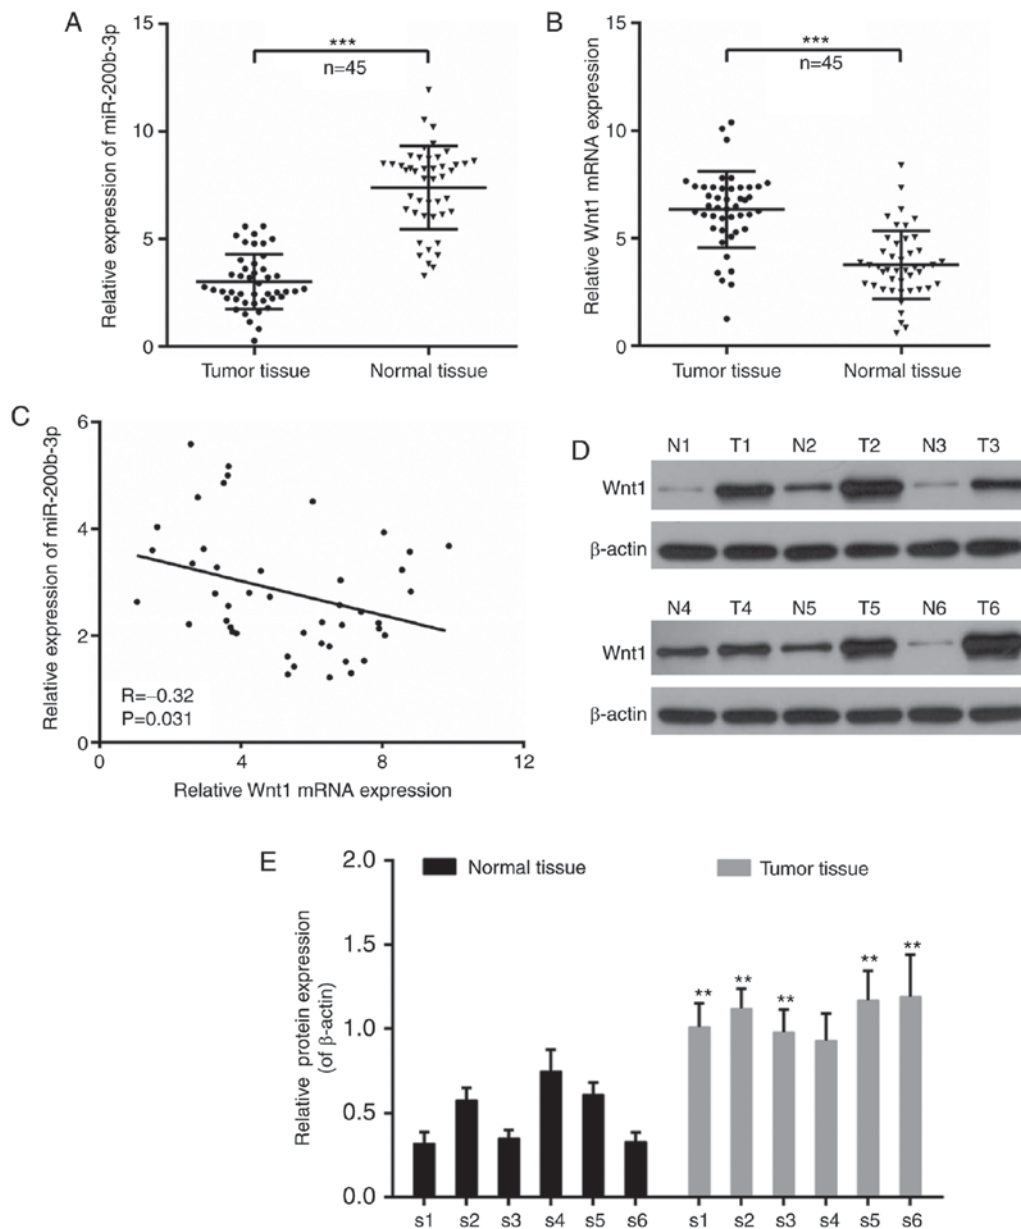 A
Relative expression of miR-200b-3p
15
10
5
0
***
n=45
Tumor tissue
Normal tissue
B
Relative Wnt1 mRNA expression
15
10
5
0
***
n=45
Tumor tissue
Normal tissue
C
Relative expression of miR-200b-3p
6
4
2
0
R=−0.32
P=0.031
0 4 8 12
Relative Wnt1 mRNA expression
D
N1 T1 N2 T2 N3 T3
Wnt1
β-actin
N4 T4 N5 T5 N6 T6
Wnt1
β-actin
E
Relative protein expression
(of β-actin)
2.0
1.5
1.0
0.5
0.0
Normal tissue
Tumor tissue
** ** ** ** **
s1 s2 s3 s4 s5 s6 s1 s2 s3 s4 s5 s6